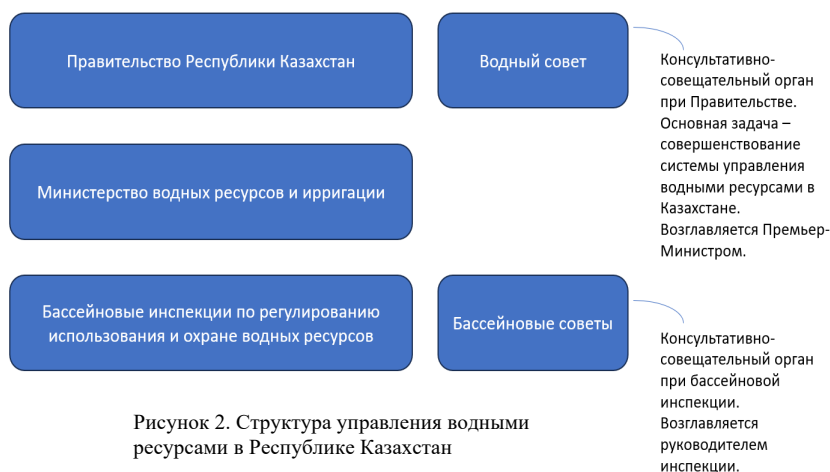 Правительство Республики Казахстан
Водный совет
Консультативно-
совещательный орган
при Правительстве.
Основная задача –
совершенствование
системы управления
водными ресурсами в
Казахстане.
Возглавляется Премьер-
Министром.
Министерство водных ресурсов и ирригации
Бассейновые инспекции по регулированию
использования и охране водных ресурсов
Бассейновые советы
Консультативно-
совещательный орган
при бассейновой
инспекции.
Возглавляется
руководителем
инспекции.
Рисунок 2. Структура управления водными
ресурсами в Республике Казахстан